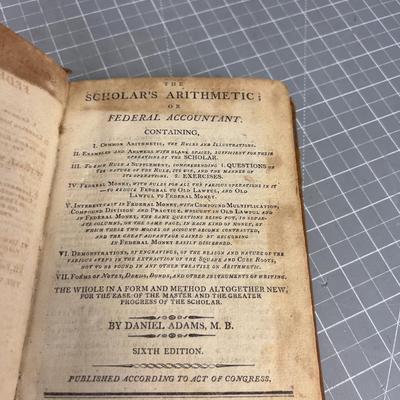 THE
SCHOLAR'S ARITHMETIC;
OR
FEDERAL ACCOUNTANT:
CONTAINING,
I. COMMON ARITHMETIC, THE RULES AND ILLUSTRATIONS.
II. EXAMPLES AND ANSWERS WITH BLANK SPACES, SUFFICIENT FOR THEIR
OPERATIONS BY THE SCHOLAR.
III. TO EACH RULE A SUPPLEMENT, COMPREHENDING 1. QUESTIONS ON
THE NATURE OF THE RULE, ITS USE, AND THE MANNER OF
ITS OPERATIONS. 2. EXERCISES.
IV. FEDERAL MONEY, WITH RULES FOR ALL THE VARIOUS OPERATIONS IN IT
—TO REDUCE FEDERAL TO OLD LAWFUL, AND OLD
LAWFUL TO FEDERAL MONEY.
V. INTEREST CAST IN FEDERAL MONEY, WITH COMPOUND MULTIPLICATION,
COMPOUND DIVISION AND PRACTICE, WROUGHT IN OLD LAWFUL AND
IN FEDERAL MONEY, THE SAME QUESTIONS BEING PUT, IN SEPARATE
COLUMNS, ON THE SAME PAGE, IN EACH KIND OF MONEY, BY
WHICH THESE TWO MODES OF ACCOUNT BECOME CONTRASTED,
AND THE GREAT ADVANTAGE GAINED BY RECKONING
IN FEDERAL MONEY EASILY DISCERNED.
VI. DEMONSTRATIONS, BY ENGRAVINGS, OF THE REASON AND NATURE OF THE
VARIOUS STEPS IN THE EXTRACTION OF THE SQUARE AND CUBE ROOTS,
NOT TO BE FOUND IN ANY OTHER TREATISE ON ARITHMETIC.
VII. FORMS OF NOTES, DEEDS, BONDS, AND OTHER INSTRUMENTS OF WRITING.
THE WHOLE IN A FORM AND METHOD ALTOGETHER NEW,
FOR THE EASE OF THE MASTER AND THE GREATER
PROGRESS OF THE SCHOLAR.
BY DANIEL ADAMS, M. B.
SIXTH EDITION.
PUBLISHED ACCORDING TO ACT OF CONGRESS.